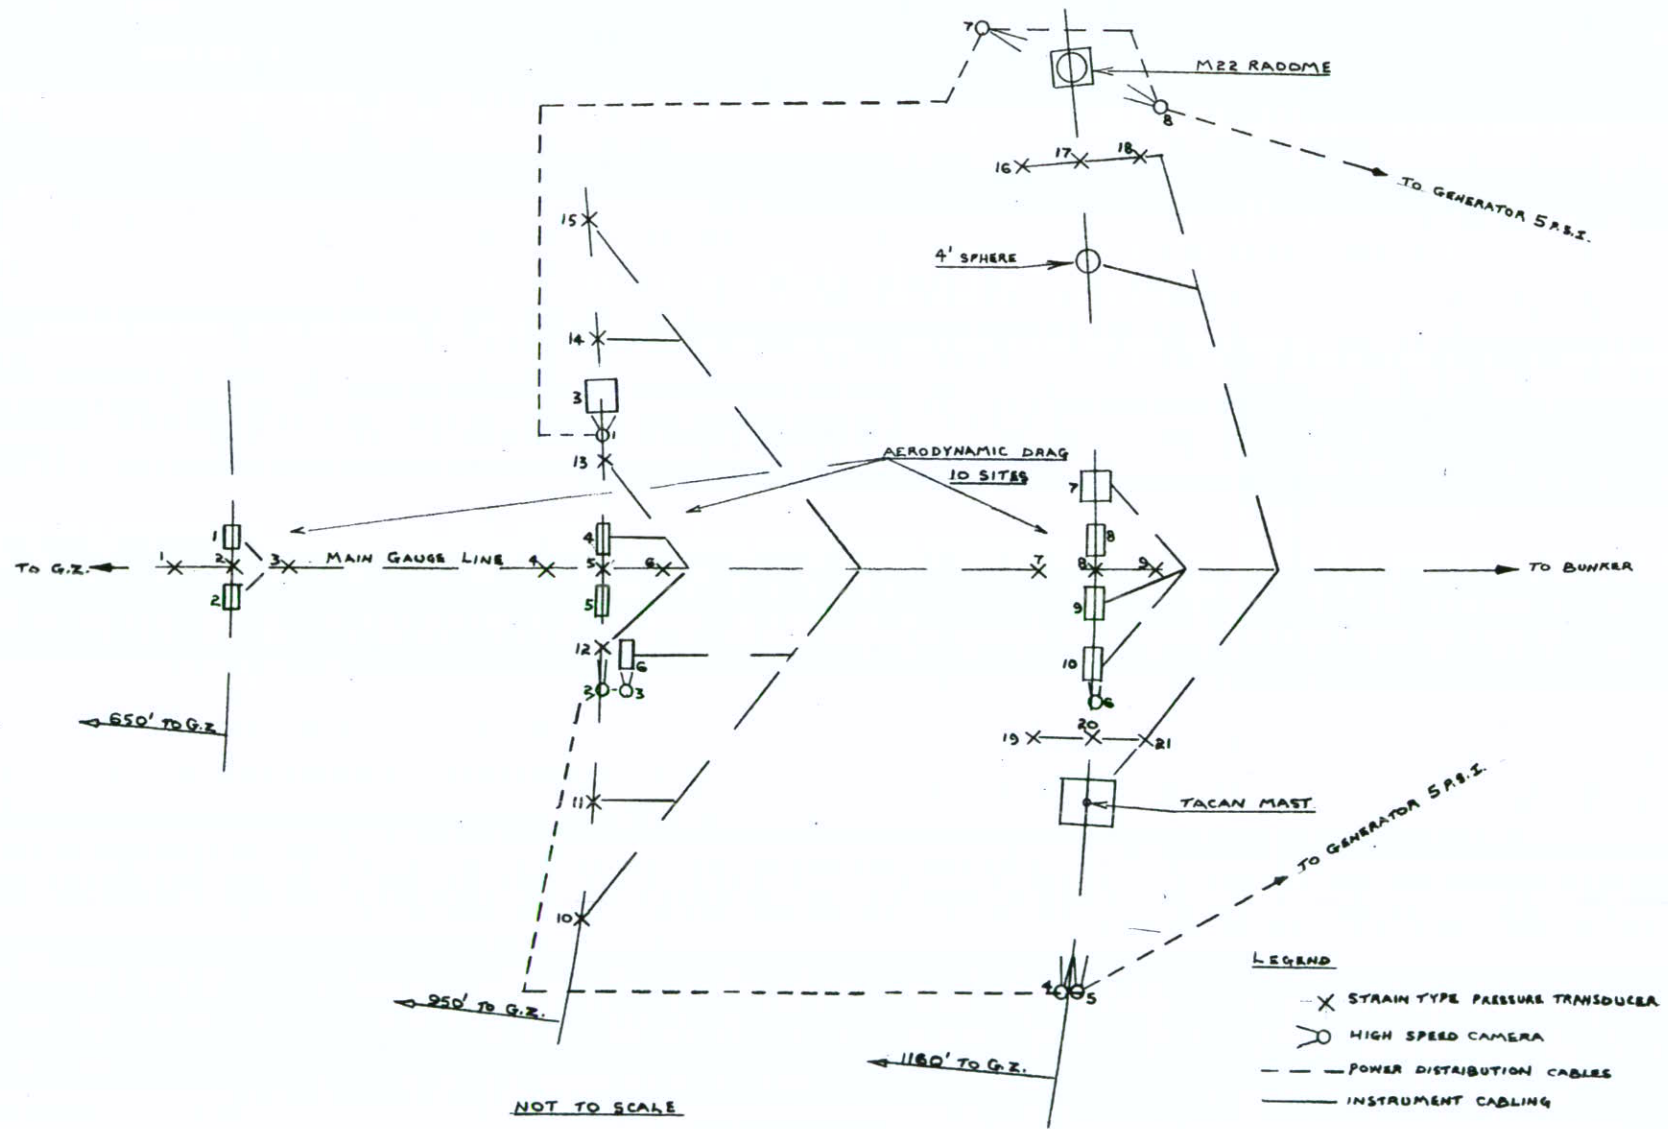 7
M22 RADOME
8
16 17 18
TO GENERATOR 5 P.S.I.
15
4' SPHERE
14
3
1
13
AERODYNAMIC DRAG
10 SITES
7
1
4
8
TO G.Z.
1
2
3
MAIN GAUGE LINE
4
5
6
7
8
9
TO BUNKER
2
5
9
12
6
10
2
3
6
650' TO G.Z.
19
20
21
11
TACAN MAST
TO GENERATOR 5 P.S.I.
10
4
5
950' TO G.Z.
1180' TO G.Z.
NOT TO SCALE
LEGEND
STRAIN TYPE PRESSURE TRANSDUCER
HIGH SPEED CAMERA
POWER DISTRIBUTION CABLES
INSTRUMENT CABLING